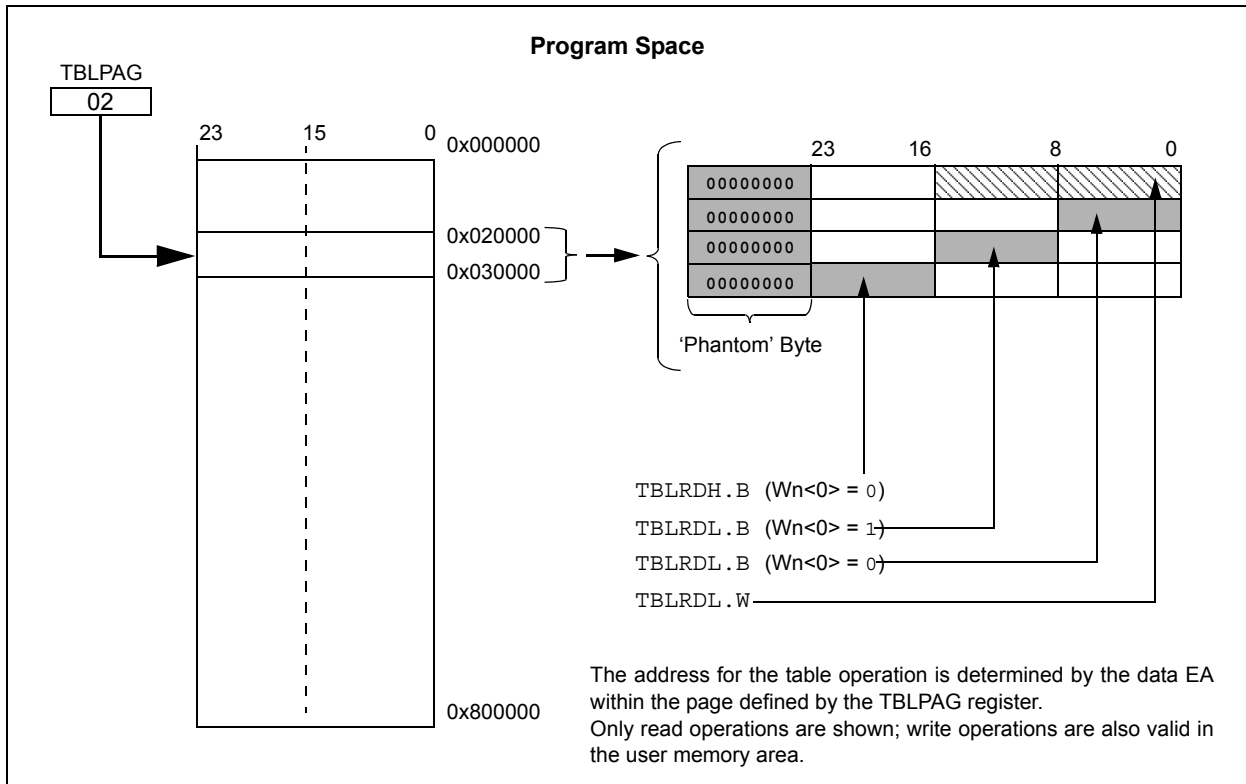 Program Space
TBLPAG
02
23 15 0
0x000000
0x020000
0x030000
0x800000
23 16 8 0
00000000
00000000
00000000
00000000
‘Phantom’ Byte
TBLRDH.B (Wn<0> = 0)
TBLRDL.B (Wn<0> = 1)
TBLRDL.B (Wn<0> = 0)
TBLRDL.W
The address for the table operation is determined by the data EA
within the page defined by the TBLPAG register.
Only read operations are shown; write operations are also valid in
the user memory area.